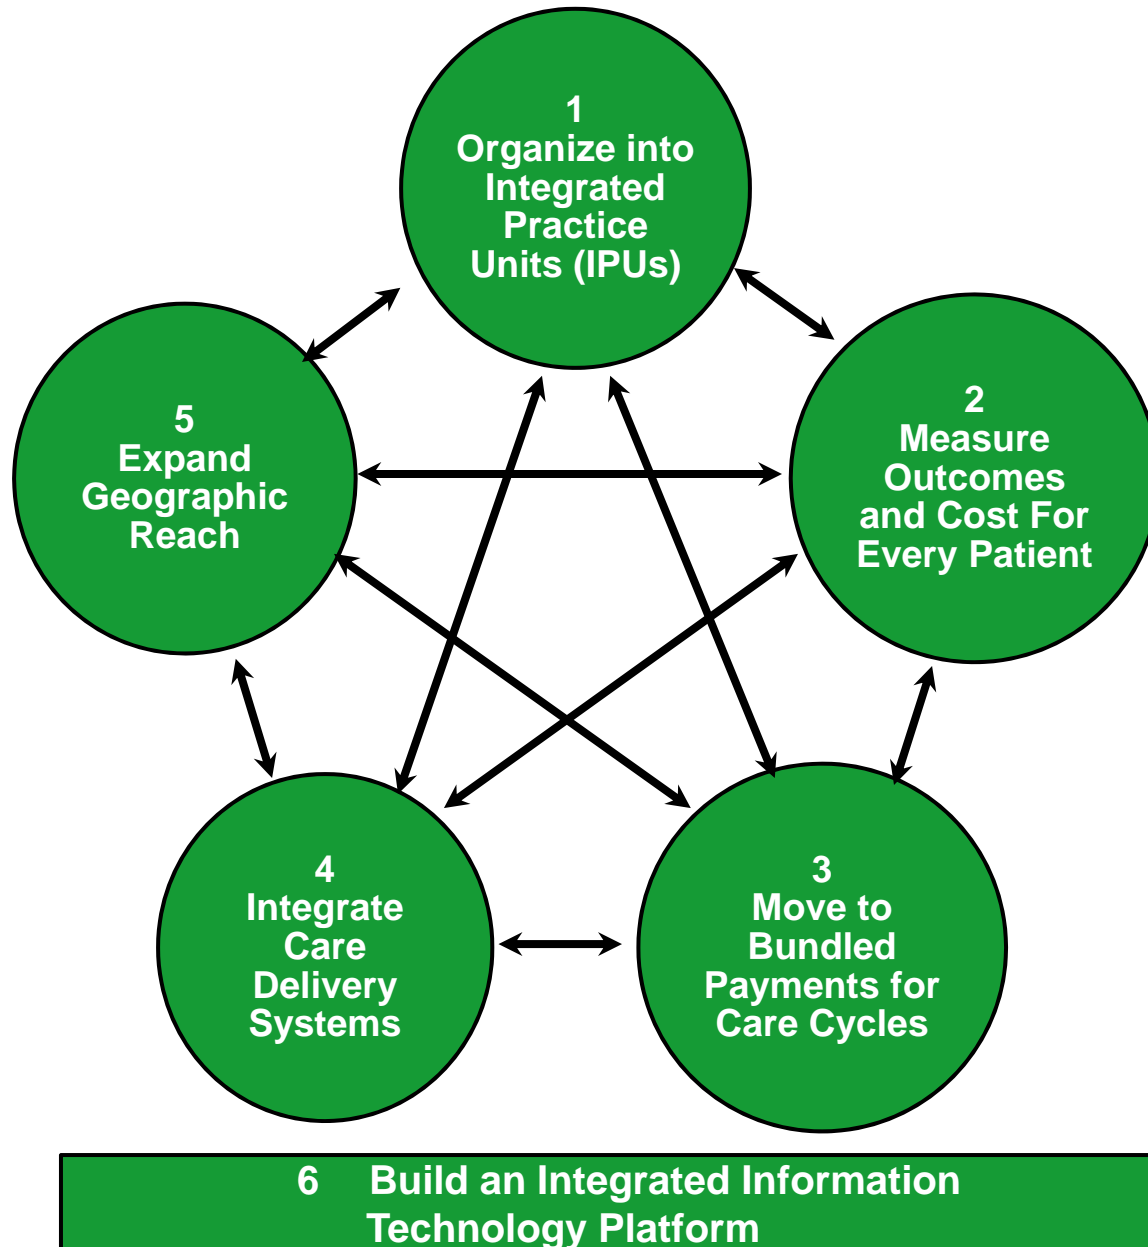 1
Organize into
Integrated
Practice
Units (IPUs)
2
Measure
Outcomes
and Cost For
Every Patient
3
Move to
Bundled
Payments for
Care Cycles
4
Integrate
Care
Delivery
Systems
5
Expand
Geographic
Reach
6 Build an Integrated Information
Technology Platform